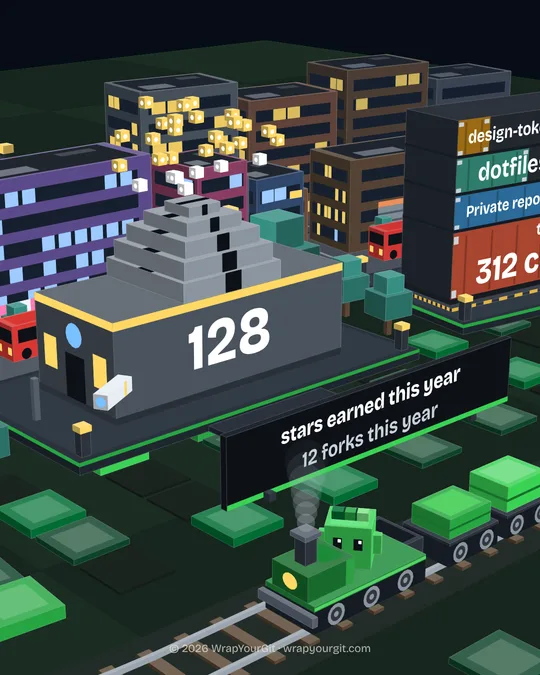 design-tok
dotfiles
Private repo
t
312 c
128
stars earned this year
12 forks this year
© 2026 WrapYourGit · wrapyourgit.com